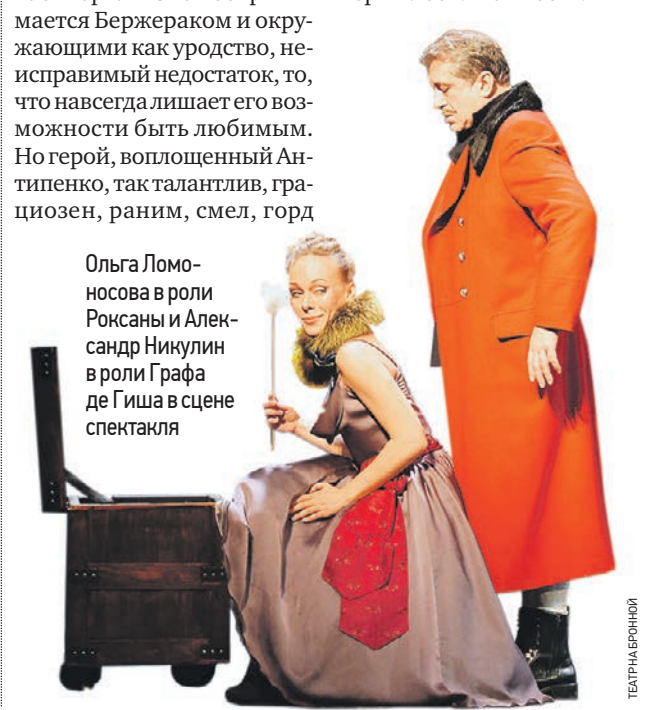 мается Бержераком и окру-
жающими как уродство, не-
исправимый недостаток, то,
что навсегда лишает его воз-
можности быть любимым.
Но герой, воплощенный Ан-
типенко, так талантлив, гра-
циозен, раним, смел, горд
Ольга Ломо-
носова в роли
Роксаны и Алек-
сандр Никулин
в роли Графа
де Гиша в сцене
спектакля
ТЕАТР НА БРОННОЙ